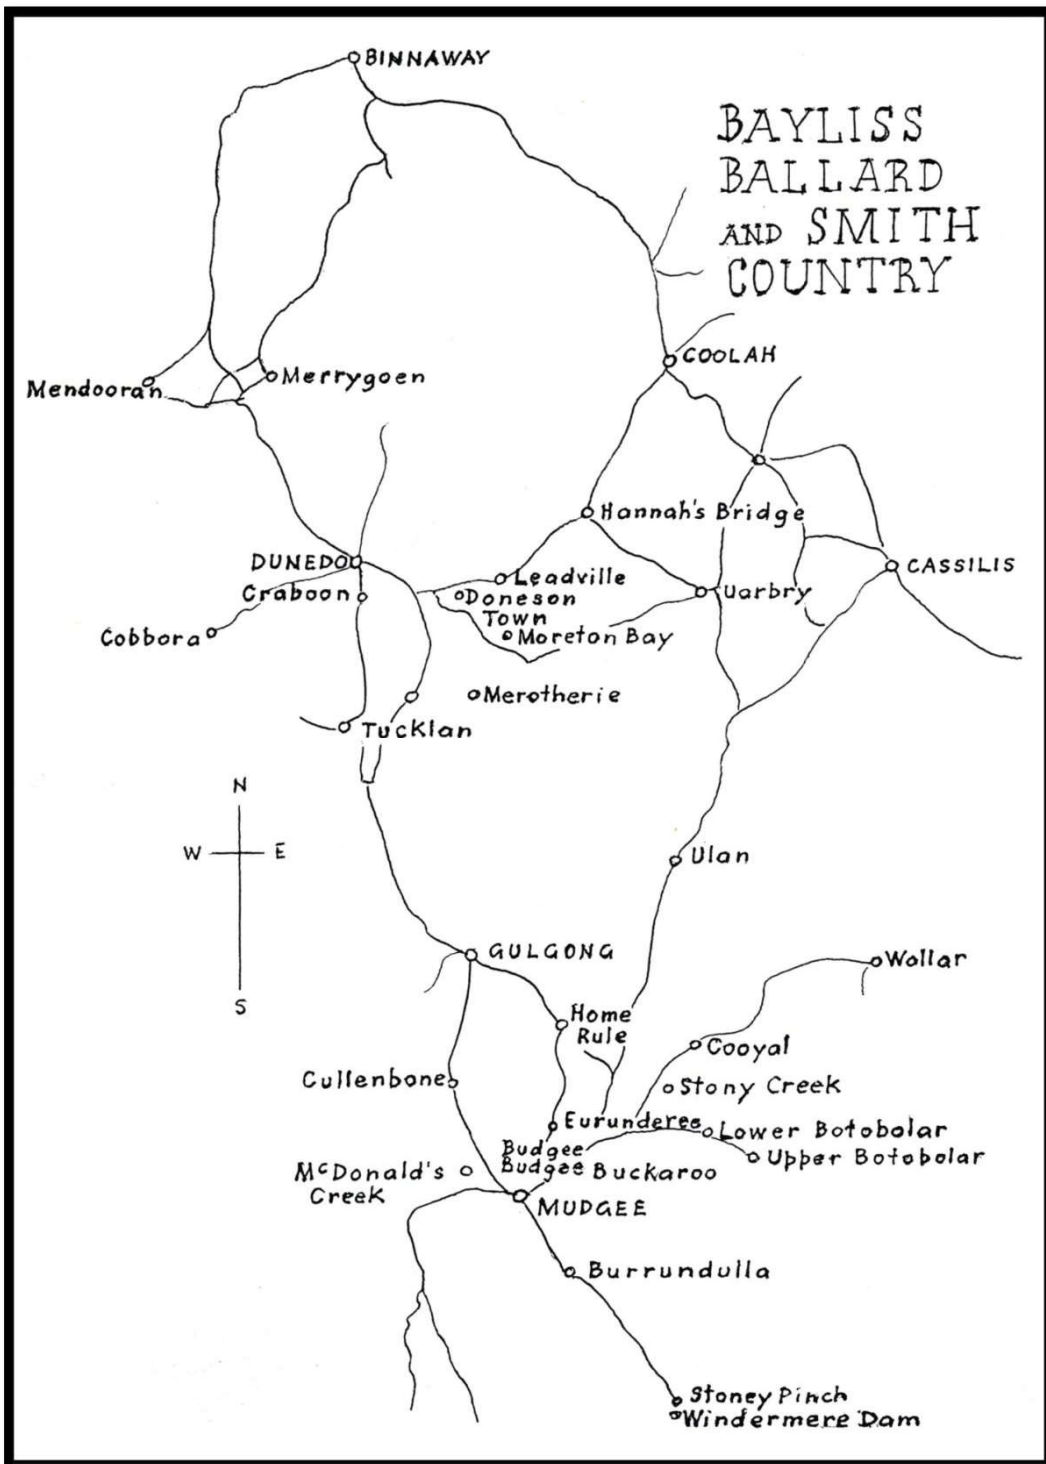 BINNAWAY
BAYLISS
BALLARD
AND SMITH
COUNTRY
COOLAH
Mendooran
Merrygoen
Hannah's Bridge
DUNEDOO
CASSILIS
Leadville
Craboon
Doneson
Town
Uarbry
Cobbora
Moreton Bay
Merotherie
Tucklan
N
W E
S
Ulan
GULGONG
Wollar
Home
Rule
Cooyal
Cullenbone
Stony Creek
Eurunderee
Lower Botobolar
Budgee
Budgee
Buckaroo
Upper Botobolar
McDonald's
Creek
MUDGEE
Burrundulla
Stoney Pinch
Windermere Dam